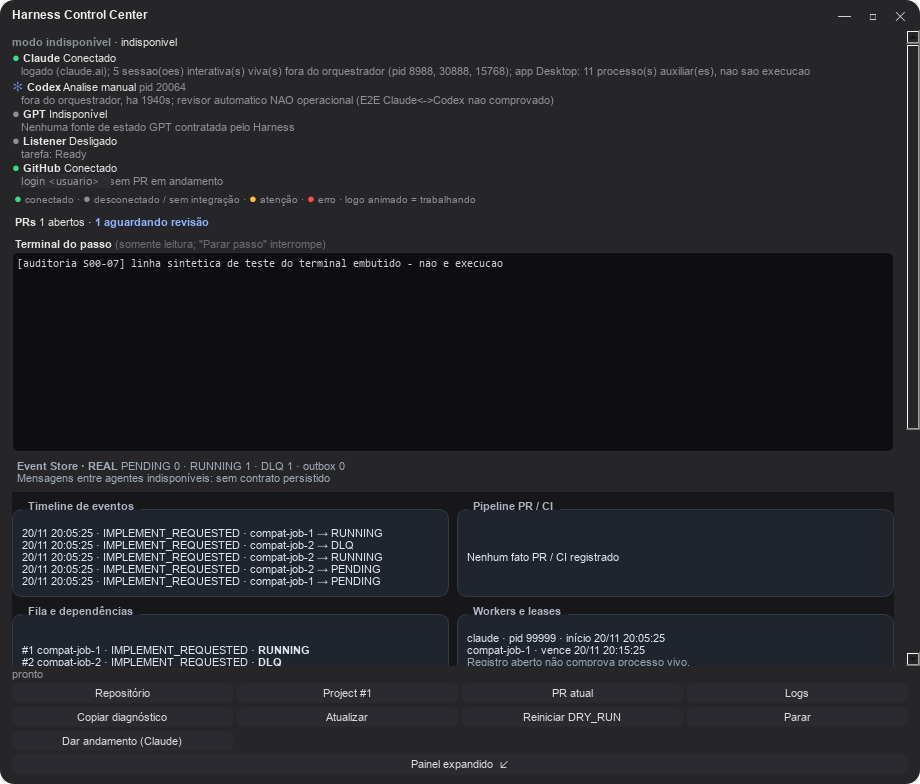 Harness Control Center
modo indisponível · indisponivel
Claude Conectado
logado (claude.ai); 5 sessao(oes) interativa(s) viva(s) fora do orquestrador (pid 8988, 30888, 15768); app Desktop: 11 processo(s) auxiliar(es), nao sao execucao
Codex Analise manual pid 20064
fora do orquestrador, ha 1940s; revisor automatico NAO operacional (E2E Claude<->Codex nao comprovado)
GPT Indisponível
Nenhuma fonte de estado GPT contratada pelo Harness
Listener Desligado
tarefa: Ready
GitHub Conectado
login <usuario> sem PR em andamento
conectado · desconectado / sem integração · atenção · erro · logo animado = trabalhando
PRs 1 abertos · 1 aguardando revisão
Terminal do passo (somente leitura; "Parar passo" interrompe)
[auditoria S00-07] linha sintetica de teste do terminal embutido - nao e execucao
Event Store · REAL PENDING 0 · RUNNING 1 · DLQ 1 · outbox 0
Mensagens entre agentes indisponíveis: sem contrato persistido
Timeline de eventos
20/11 20:05:25 · IMPLEMENT_REQUESTED · compat-job-1 → RUNNING
20/11 20:05:25 · IMPLEMENT_REQUESTED · compat-job-2 → DLQ
20/11 20:05:25 · IMPLEMENT_REQUESTED · compat-job-2 → RUNNING
20/11 20:05:25 · IMPLEMENT_REQUESTED · compat-job-2 → PENDING
20/11 20:05:25 · IMPLEMENT_REQUESTED · compat-job-1 → PENDING
Pipeline PR / CI
Nenhum fato PR / CI registrado
Fila e dependências
#1 compat-job-1 · IMPLEMENT_REQUESTED · RUNNING
#2 compat-job-2 · IMPLEMENT_REQUESTED · DLQ
Workers e leases
claude · pid 99999 · início 20/11 20:05:25
compat-job-1 · vence 20/11 20:15:25
Registro aberto não comprova processo vivo.
pronto
Repositório
Project #1
PR atual
Logs
Copiar diagnóstico
Atualizar
Reiniciar DRY_RUN
Parar
Dar andamento (Claude)
Painel expandido ↙